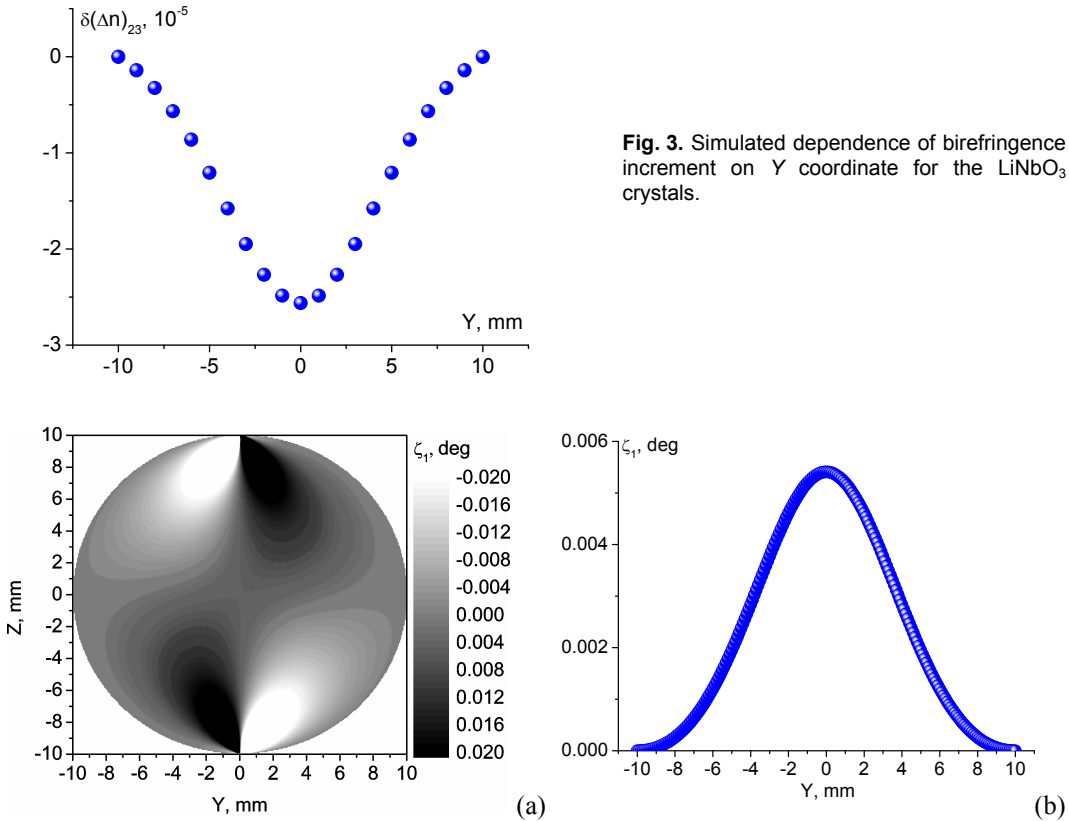 δ(Δn)23, 10-5
0
-1
-2
-3
-10
-5
0
5
10
Y, mm
Fig. 3. Simulated dependence of birefringence
increment on Y coordinate for the LiNbO3
crystals.
10
8
6
4
2
0
-2
-4
-6
-8
-10
Z, mm
-10 -8 -6 -4 -2 0 2 4 6 8 10
Y, mm
ζ1, deg
-0.020
-0.016
-0.012
-0.008
-0.004
0.000
0.004
0.008
0.012
0.016
0.020
(a)
0.006
0.004
0.002
0.000
ζ1, deg
-10 -8 -6 -4 -2 0 2 4 6 8 10
Y, mm
(b)